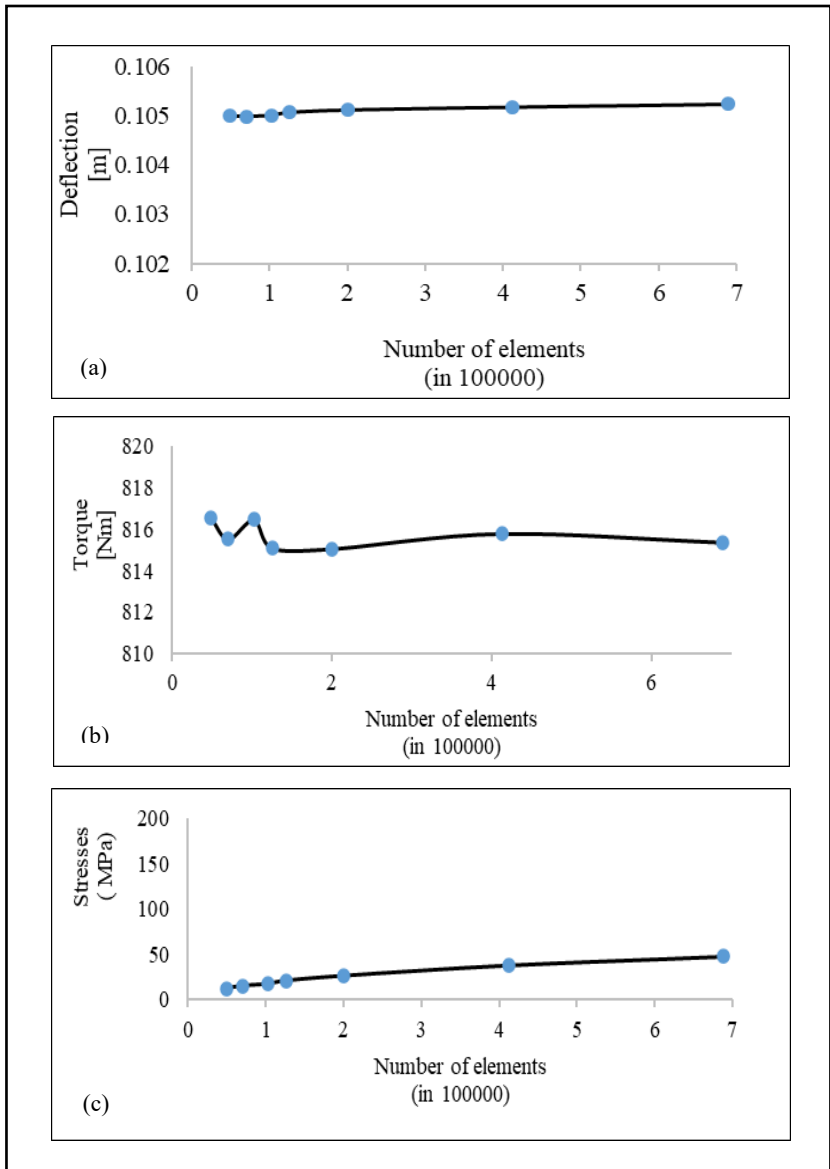 Deflection
[m]
0.106
0.105
0.104
0.103
0.102
0 1 2 3 4 5 6 7
Number of elements
(in 100000)
(a)
Torque
[Nm]
820
818
816
814
812
810
0 2 4 6
Number of elements
(in 100000)
(b)
Stresses
( MPa)
200
150
100
50
0
0 1 2 3 4 5 6 7
Number of elements
(in 100000)
(c)